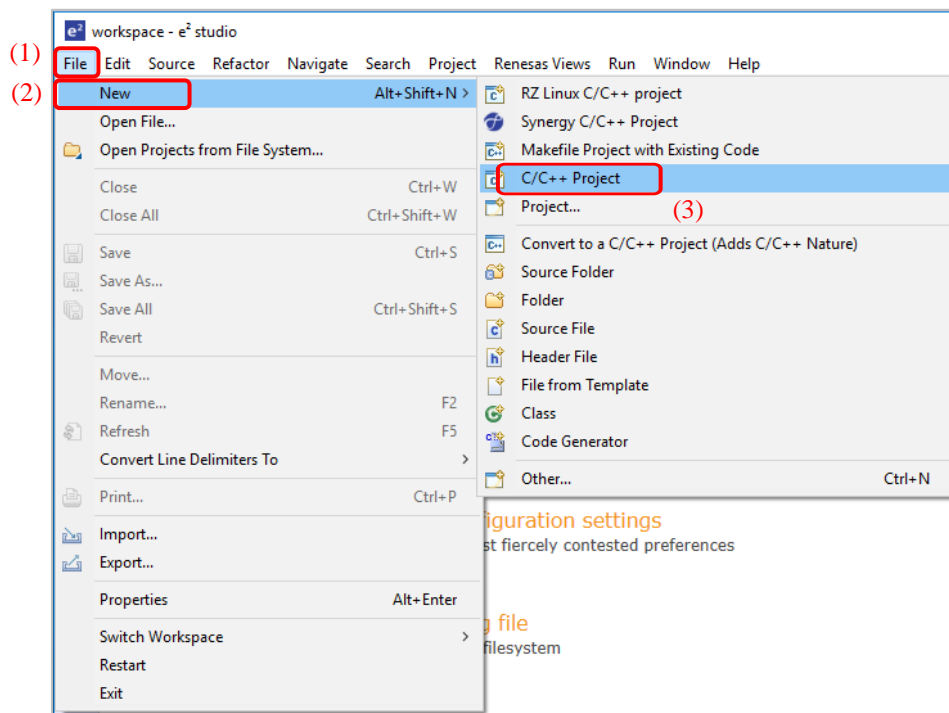 e² workspace - e² studio
(1)
File Edit Source Refactor Navigate Search Project Renesas Views Run Window Help
(2)
New Alt+Shift+N >
Open File...
Open Projects from File System...
Close Ctrl+W
Close All Ctrl+Shift+W
Save Ctrl+S
Save As...
Save All Ctrl+Shift+S
Revert
Move...
Rename... F2
Refresh F5
Convert Line Delimiters To >
Print... Ctrl+P
Import...
Export...
Properties Alt+Enter
Switch Workspace >
Restart
Exit
RZ Linux C/C++ project
Synergy C/C++ Project
Makefile Project with Existing Code
C/C++ Project
Project...
(3)
Convert to a C/C++ Project (Adds C/C++ Nature)
Source Folder
Folder
Source File
Header File
File from Template
Class
Code Generator
Other... Ctrl+N
figuration settings
st fiercely contested preferences
g file
filesystem